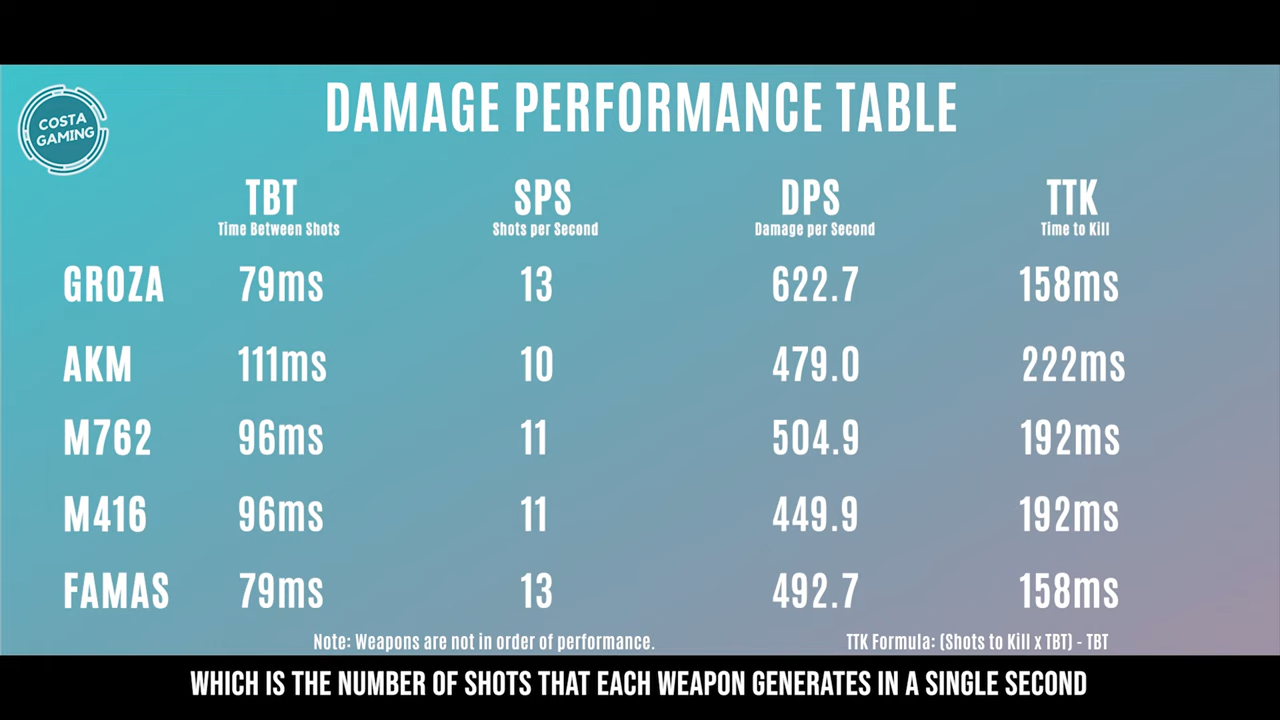 COSTA
GAMING
DAMAGE PERFORMANCE TABLE
TBT SPS DPS TTK
Time Between Shots Shots per Second Damage per Second Time to Kill
GROZA 79ms 13 622.7 158ms
AKM 111ms 10 479.0 222ms
M762 96ms 11 504.9 192ms
M416 96ms 11 449.9 192ms
FAMAS 79ms 13 492.7 158ms
Note: Weapons are not in order of performance. TTK Formula: (Shots to Kill x TBT) - TBT
WHICH IS THE NUMBER OF SHOTS THAT EACH WEAPON GENERATES IN A SINGLE SECOND